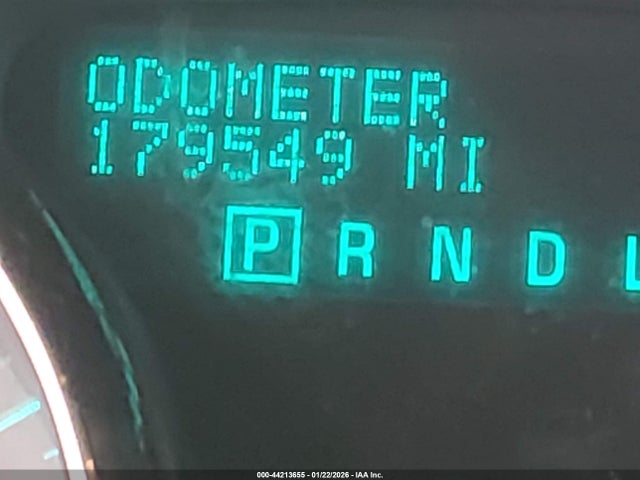 ODOMETER
179549 MI
P R N D L
000-44213655 - 01/22/2026 - IAA Inc.